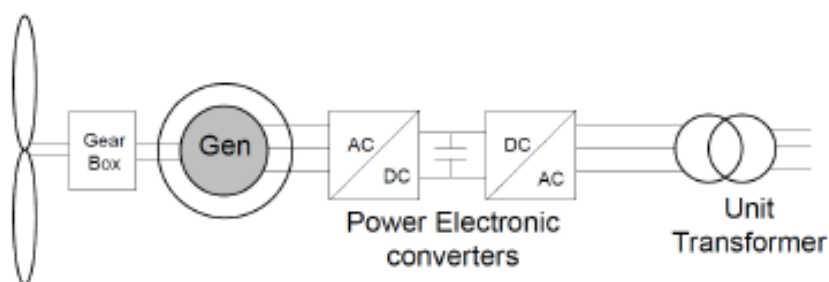 Gear
Box
Gen
AC
DC
DC
AC
Power Electronic
converters
Unit
Transformer